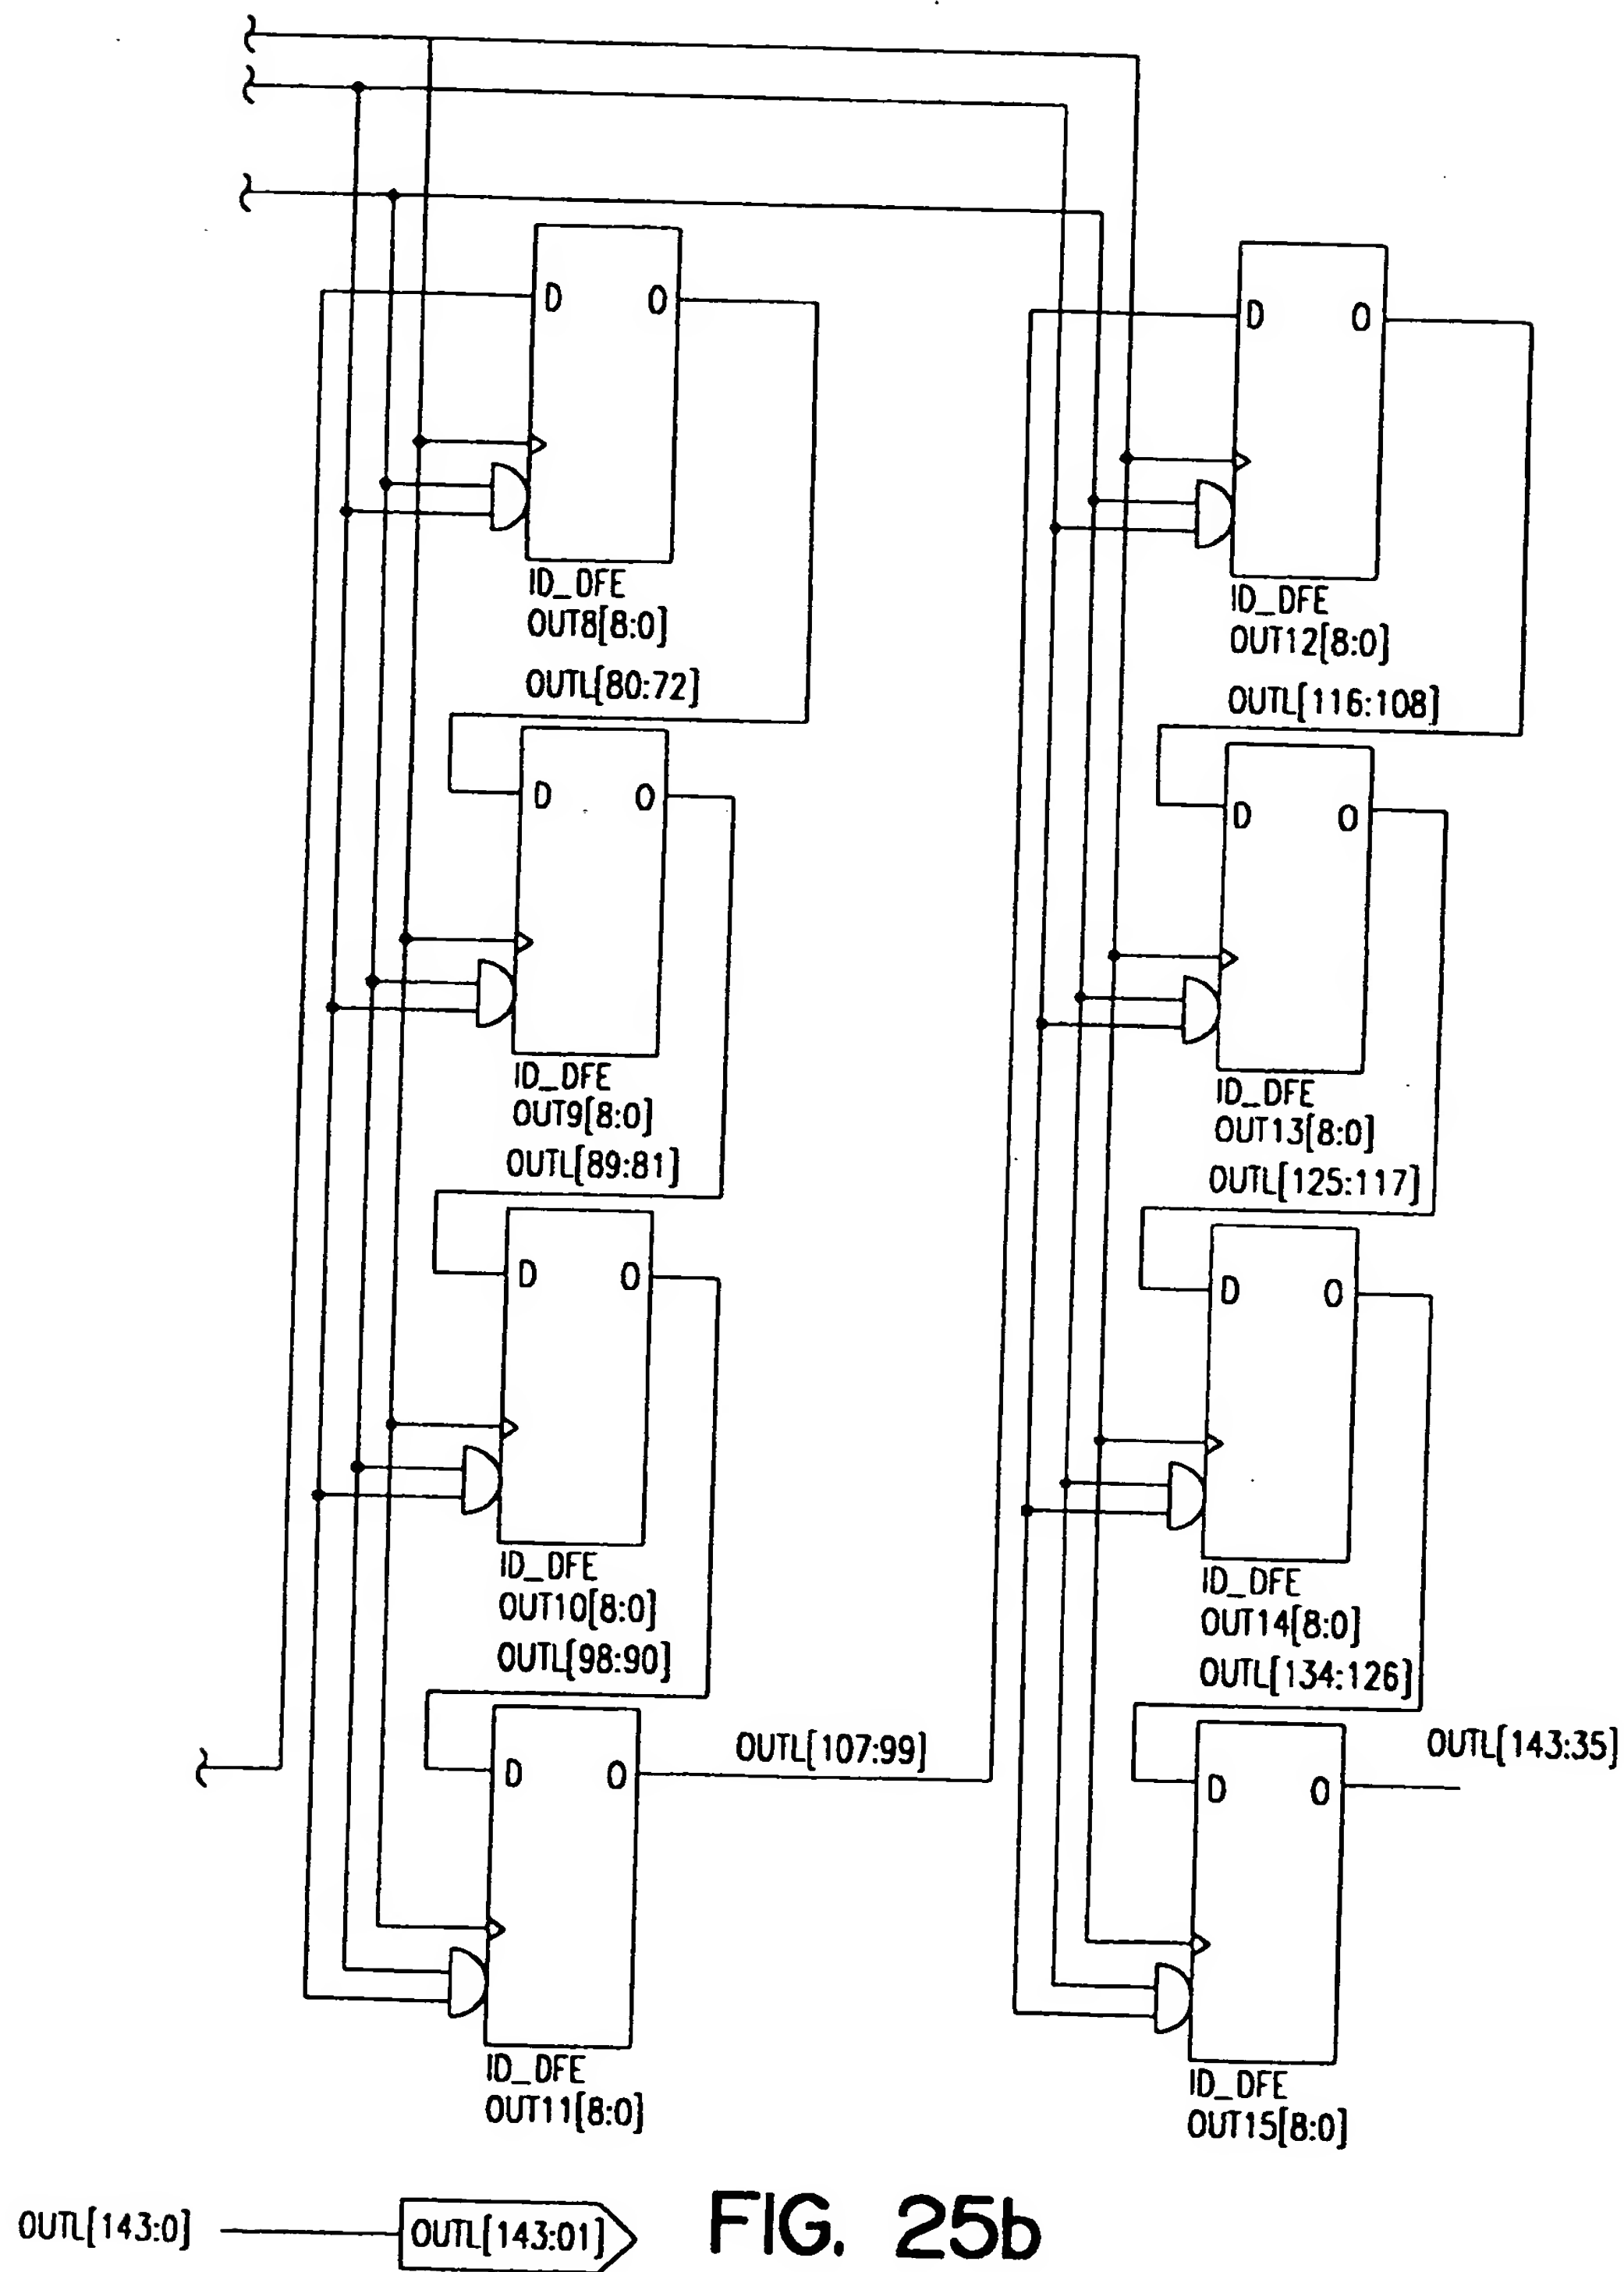 D O
ID_DFE
OUT8[8:0]
OUTL[80:72]
D O
ID_DFE
OUT9[8:0]
OUTL[89:81]
D O
ID_DFE
OUT10[8:0]
OUTL[98:90]
D O
OUTL[107:99]
ID_DFE
OUT11[8:0]
D O
ID_DFE
OUT12[8:0]
OUTL[116:108]
D O
ID_DFE
OUT13[8:0]
OUTL[125:117]
D O
ID_DFE
OUT14[8:0]
OUTL[134:126]
D O
OUTL[143:35]
ID_DFE
OUT15[8:0]
OUTL[143:0]
OUTL[143:01]
FIG. 25b